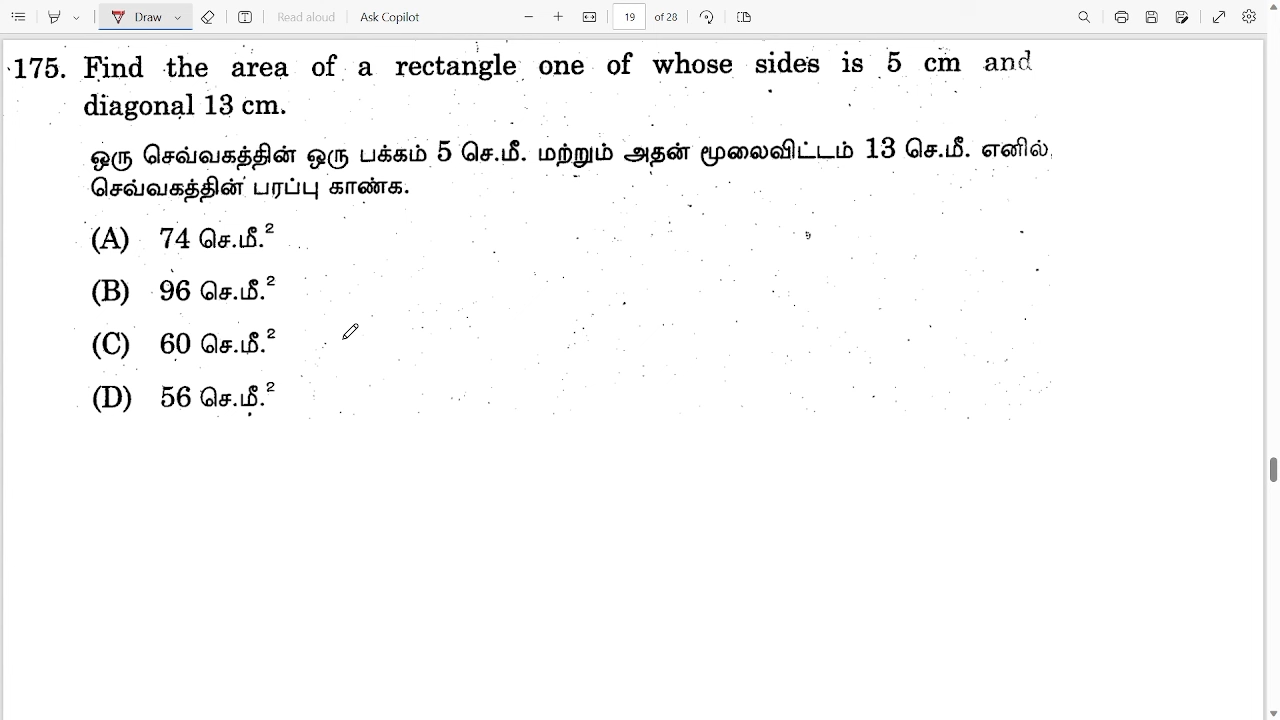 Draw
Read aloud
Ask Copilot
19 of 28
175. Find the area of a rectangle one of whose sides is 5 cm and
diagonal 13 cm.
ஒரு செவ்வகத்தின் ஒரு பக்கம் 5 செ.மீ. மற்றும் அதன் மூலைவிட்டம் 13 செ.மீ. எனில்,
செவ்வகத்தின் பரப்பு காண்க.
(A) 74 செ.மீ.²
(B) 96 செ.மீ.²
(C) 60 செ.மீ.²
(D) 56 செ.மீ.²